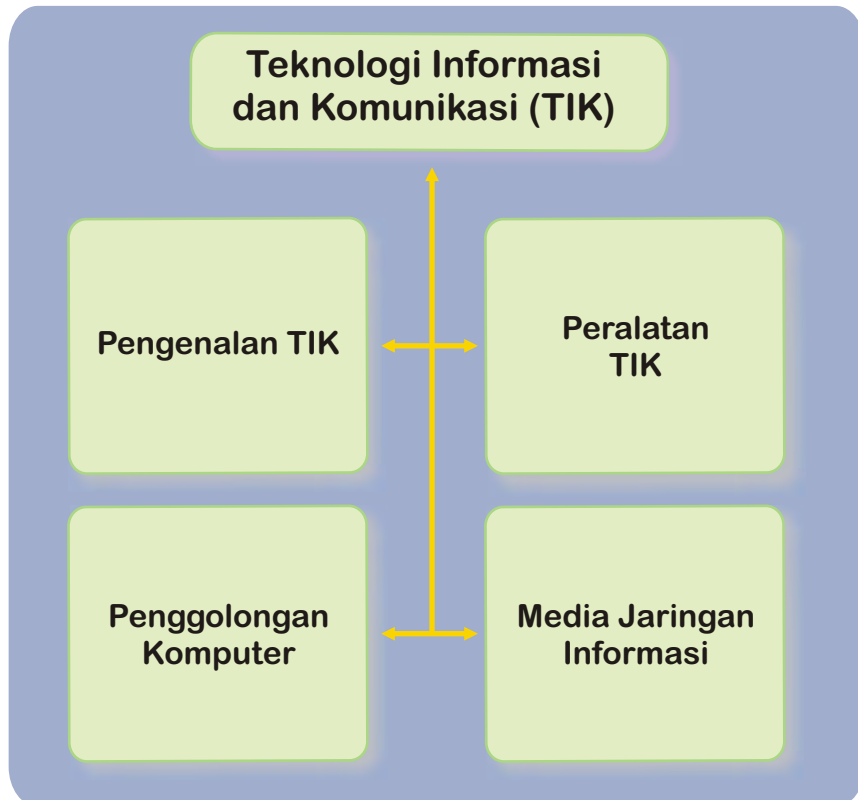 Teknologi Informasi
dan Komunikasi (TIK)
Pengenalan TIK
Peralatan
TIK
Penggolongan
Komputer
Media Jaringan
Informasi